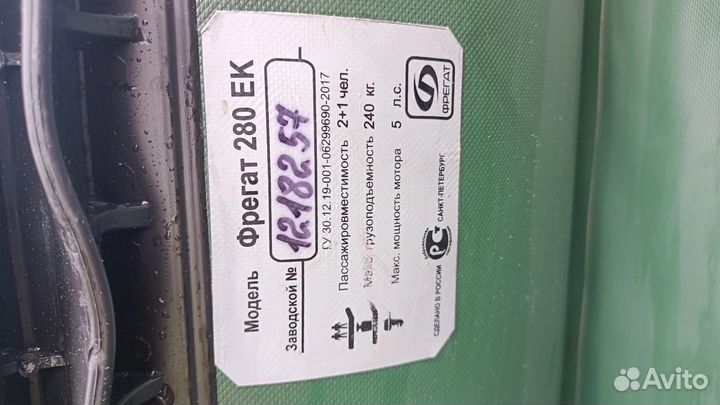 Модель Фрегат 280 ЕК
Заводской № 1218257
ТУ 30.12.19-001-06299690-2017
Пассажировместимость 2+1 чел.
Макс. грузоподъемность 240 кг.
Макс. мощность мотора 5 л.с.
ФРЕГАТ
РСТ
СДЕЛАНО В РОССИИ САНКТ-ПЕТЕРБУРГ
Avito